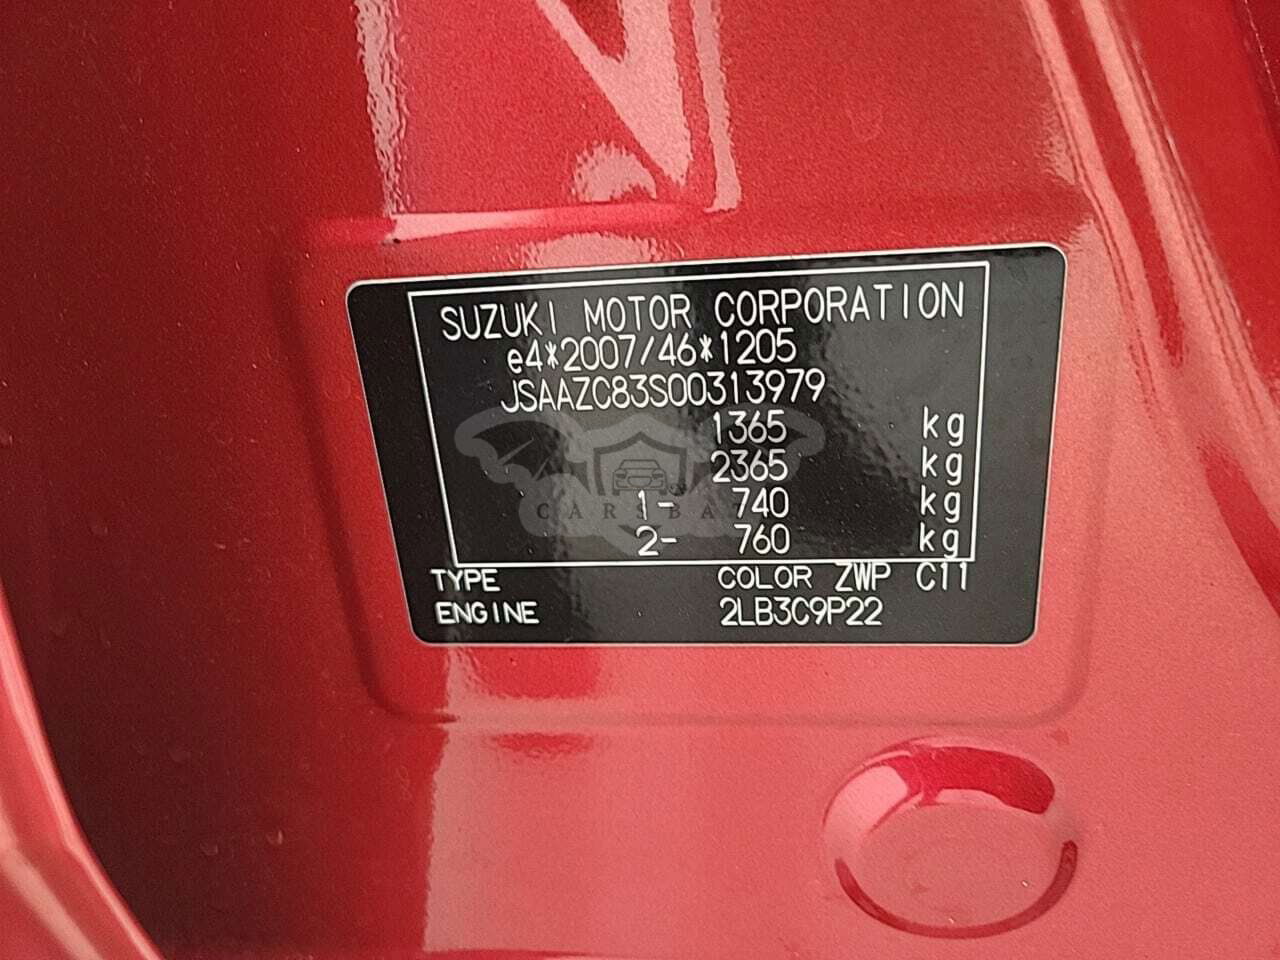 SUZUKI MOTOR CORPORATION
e4*2007/46*1205
JSAAZC83S00313979
1365 kg
2365 kg
1- 740 kg
2- 760 kg
TYPE COLOR ZWP C11
ENGINE 2LB3C9P22